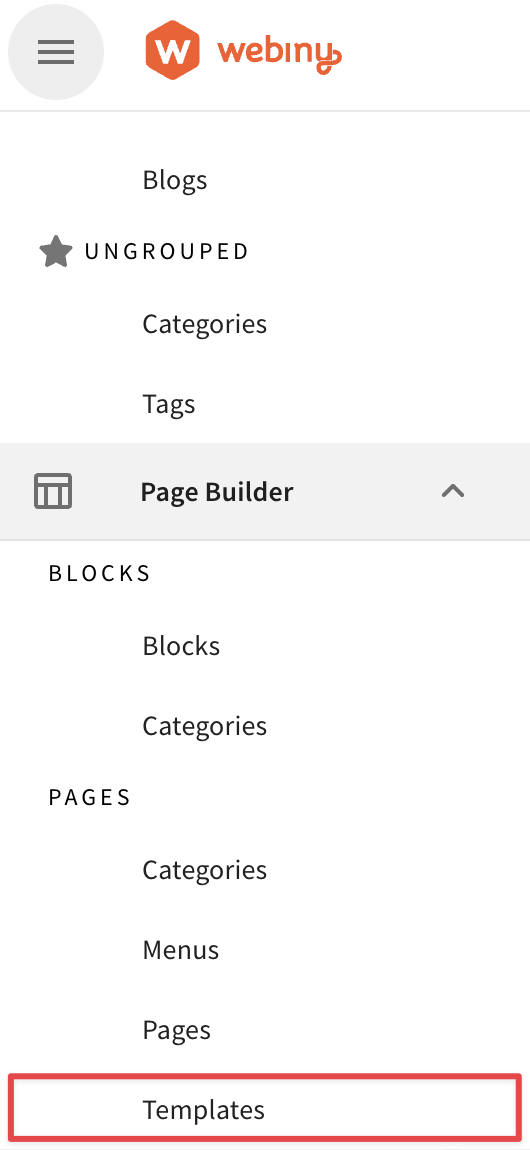 webiny
Blogs
UNGROUPED
Categories
Tags
Page Builder
BLOCKS
Blocks
Categories
PAGES
Categories
Menus
Pages
Templates